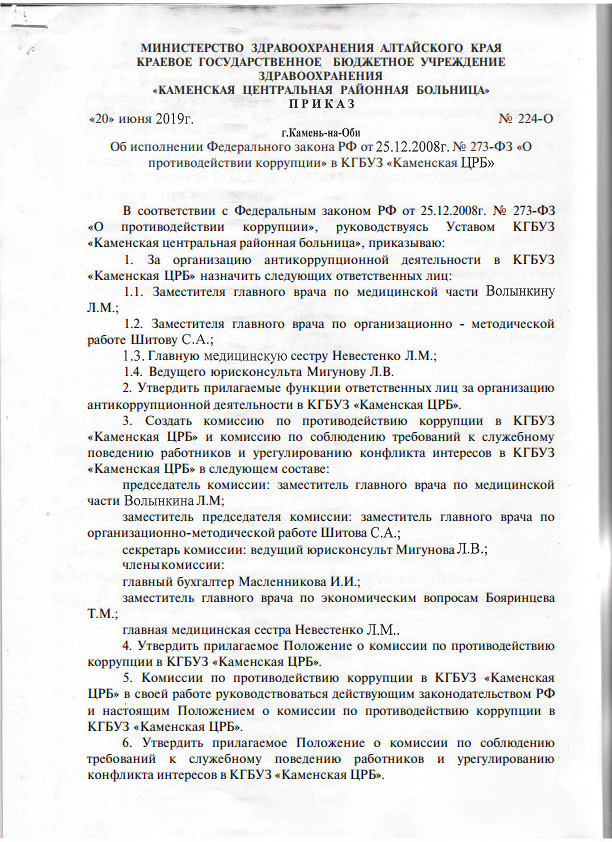 МИНИСТЕРСТВО ЗДРАВООХРАНЕНИЯ АЛТАЙСКОГО КРАЯ
КРАЕВОЕ ГОСУДАРСТВЕННОЕ БЮДЖЕТНОЕ УЧРЕЖДЕНИЕ
ЗДРАВООХРАНЕНИЯ
«КАМЕНСКАЯ ЦЕНТРАЛЬНАЯ РАЙОННАЯ БОЛЬНИЦА»
П Р И К А З
«20» июня 2019г. № 224-О
г.Камень-на-Оби
Об исполнении Федерального закона РФ от 25.12.2008г. № 273-ФЗ «О
противодействии коррупции» в КГБУЗ «Каменская ЦРБ»
В соответствии с Федеральным законом РФ от 25.12.2008г. № 273-ФЗ
«О противодействии коррупции», руководствуясь Уставом КГБУЗ
«Каменская центральная районная больница», приказываю:
1. За организацию антикоррупционной деятельности в КГБУЗ
«Каменская ЦРБ» назначить следующих ответственных лиц:
1.1. Заместителя главного врача по медицинской части Волынкину
Л.М.;
1.2. Заместителя главного врача по организационно - методической
работе Шитову С.А.;
1.3. Главную медицинскую сестру Невестенко Л.М.;
1.4. Ведущего юрисконсульта Мигунову Л.В.
2. Утвердить прилагаемые функции ответственных лиц за организацию
антикоррупционной деятельности в КГБУЗ «Каменская ЦРБ».
3. Создать комиссию по противодействию коррупции в КГБУЗ
«Каменская ЦРБ» и комиссию по соблюдению требований к служебному
поведению работников и урегулированию конфликта интересов в КГБУЗ
«Каменская ЦРБ» в следующем составе:
председатель комиссии: заместитель главного врача по медицинской
части Волынкина Л.М;
заместитель председателя комиссии: заместитель главного врача по
организационно-методической работе Шитова С.А.;
секретарь комиссии: ведущий юрисконсульт Мигунова Л.В.;
члены комиссии:
главный бухгалтер Масленникова И.И.;
заместитель главного врача по экономическим вопросам Бояринцева
Т.М.;
главная медицинская сестра Невестенко Л.М..
4. Утвердить прилагаемое Положение о комиссии по противодействию
коррупции в КГБУЗ «Каменская ЦРБ».
5. Комиссии по противодействию коррупции в КГБУЗ «Каменская
ЦРБ» в своей работе руководствоваться действующим законодательством РФ
и настоящим Положением о комиссии по противодействию коррупции в
КГБУЗ «Каменская ЦРБ».
6. Утвердить прилагаемое Положение о комиссии по соблюдению
требований к служебному поведению работников и урегулированию
конфликта интересов в КГБУЗ «Каменская ЦРБ».